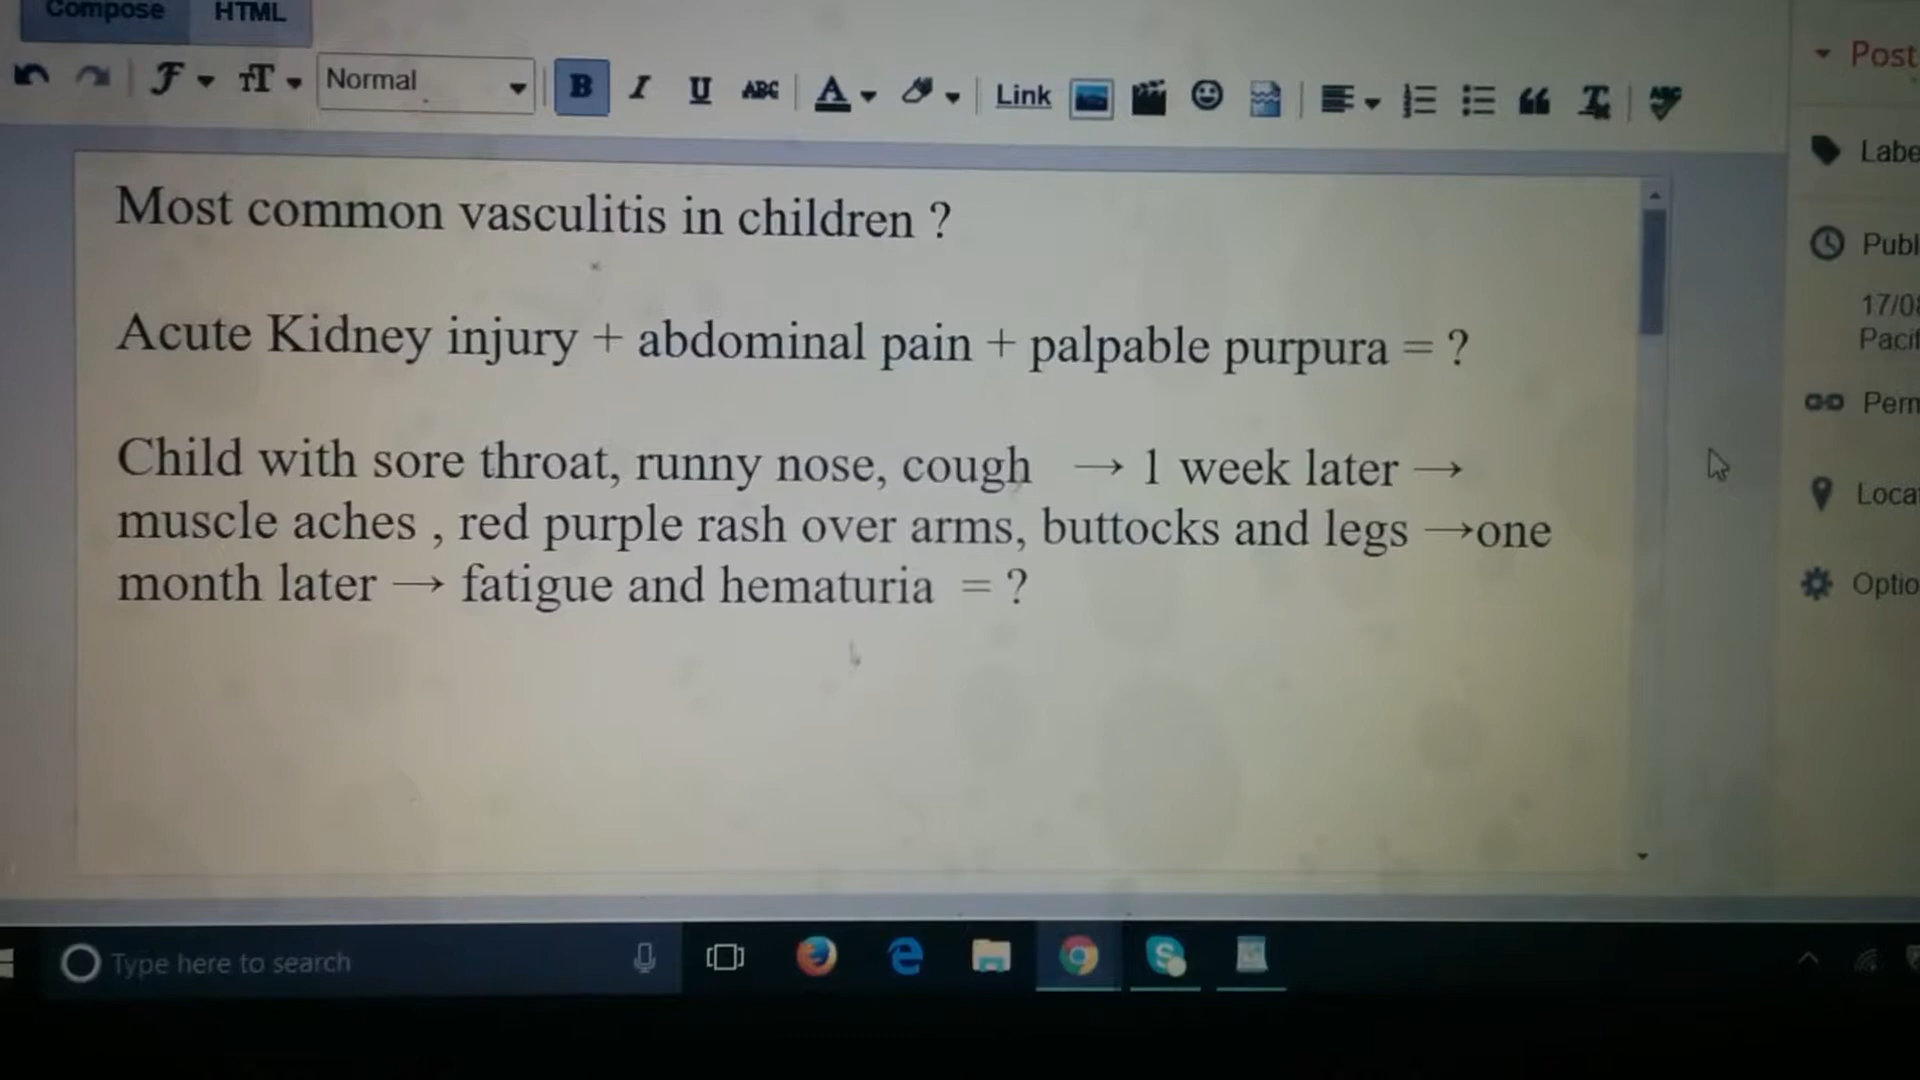 Compose HTML
Normal B I U ABC A Link ABC
Post
Most common vasculitis in children ?
Acute Kidney injury + abdominal pain + palpable purpura = ?
Child with sore throat, runny nose, cough → 1 week later →
muscle aches , red purple rash over arms, buttocks and legs →one
month later → fatigue and hematuria = ?
Labe
Publ
17/08
Pacif
Perm
Loca
Optio
Type here to search